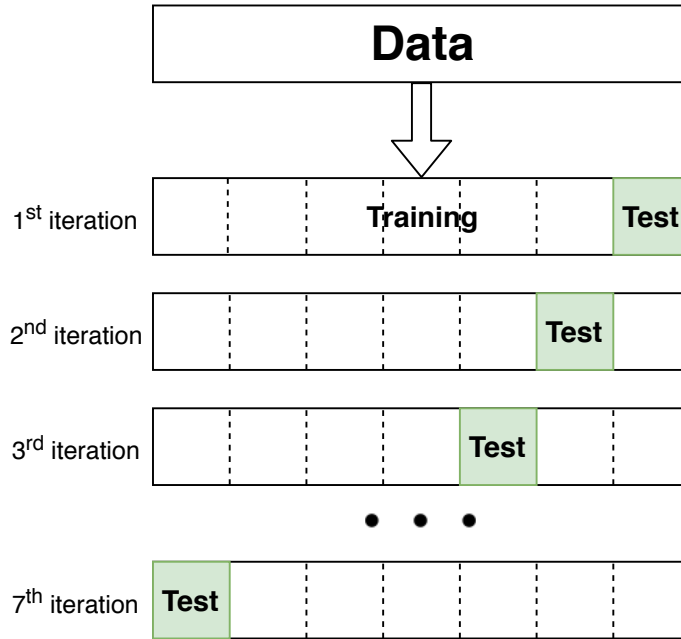 Data
1st iteration Training Test
2nd iteration Test
3rd iteration Test
7th iteration Test